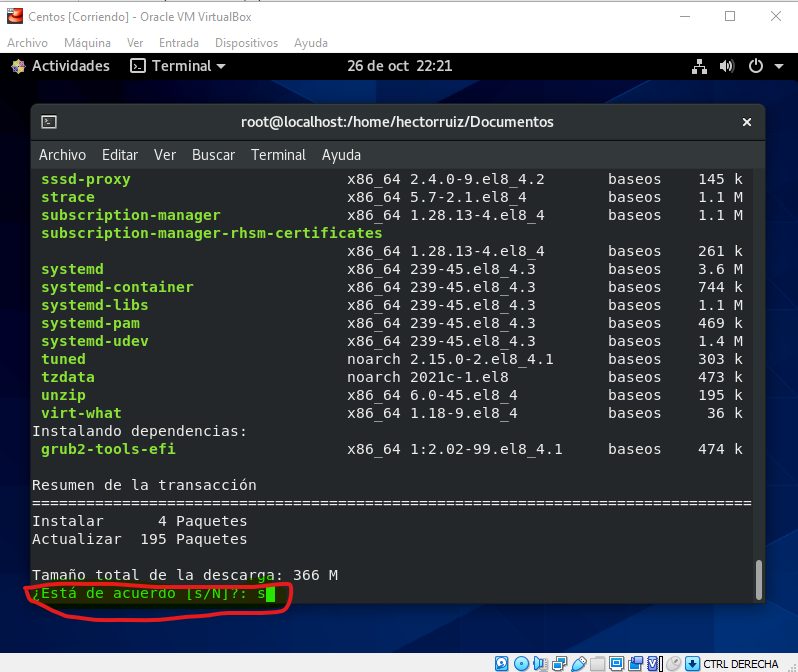 Centos [Corriendo] - Oracle VM VirtualBox
Archivo Máquina Ver Entrada Dispositivos Ayuda
Actividades Terminal 26 de oct 22:21
root@localhost:/home/hectorruiz/Documentos
Archivo Editar Ver Buscar Terminal Ayuda
sssd-proxy x86_64 2.4.0-9.el8_4.2 baseos 145 k
strace x86_64 5.7-2.1.el8_4 baseos 1.1 M
subscription-manager x86_64 1.28.13-4.el8_4 baseos 1.1 M
subscription-manager-rhsm-certificates
x86_64 1.28.13-4.el8_4 baseos 261 k
systemd x86_64 239-45.el8_4.3 baseos 3.6 M
systemd-container x86_64 239-45.el8_4.3 baseos 744 k
systemd-libs x86_64 239-45.el8_4.3 baseos 1.1 M
systemd-pam x86_64 239-45.el8_4.3 baseos 469 k
systemd-udev x86_64 239-45.el8_4.3 baseos 1.4 M
tuned noarch 2.15.0-2.el8_4.1 baseos 303 k
tzdata noarch 2021c-1.el8 baseos 473 k
unzip x86_64 6.0-45.el8_4 baseos 195 k
virt-what x86_64 1.18-9.el8_4 baseos 36 k
Instalando dependencias:
grub2-tools-efi x86_64 1:2.02-99.el8_4.1 baseos 474 k
Resumen de la transacción
================================================================================
Instalar 4 Paquetes
Actualizar 195 Paquetes
Tamaño total de la descarga: 366 M
¿Está de acuerdo [s/N]?: s
CTRL DERECHA